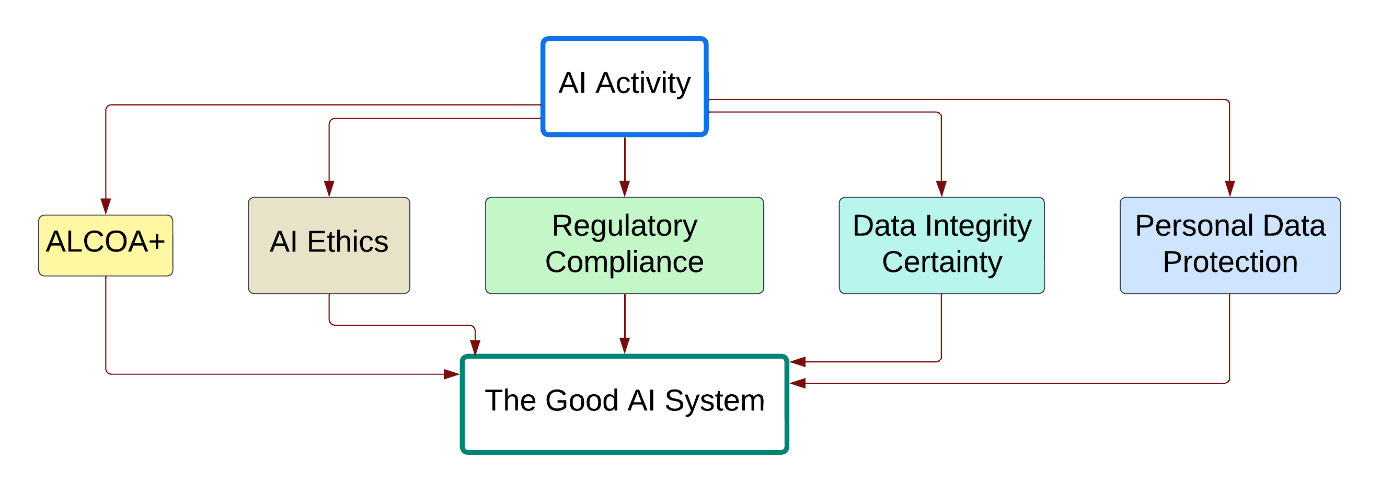 AI Activity
ALCOA+
AI Ethics
Regulatory
Compliance
Data Integrity
Certainty
Personal Data
Protection
The Good AI System